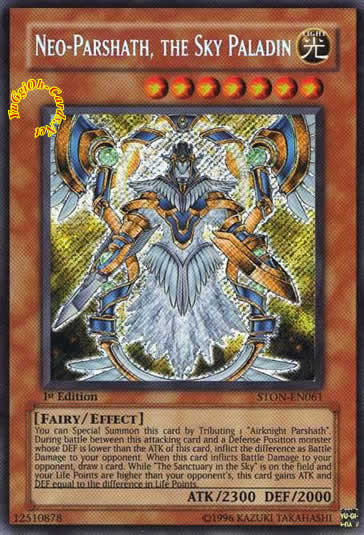 NEO-PARSHATH, THE SKY PALADIN
LIGHT
光
YuGiOh-Card.Net
1st Edition
STON-EN061
[FAIRY/EFFECT]
You can Special Summon this card by Tributing 1 "Airknight Parshath".
During battle between this attacking card and a Defense Position monster
whose DEF is lower than the ATK of this card, inflict the difference as Battle
Damage to your opponent. When this card inflicts Battle Damage to your
opponent, draw 1 card. While "The Sanctuary in the Sky" is on the field and
your Life Points are higher than your opponent's, this card gains ATK and
DEF equal to the difference in Life Points.
ATK/2300 DEF/2000
12510878
©1996 KAZUKI TAKAHASHI
YU-GI-